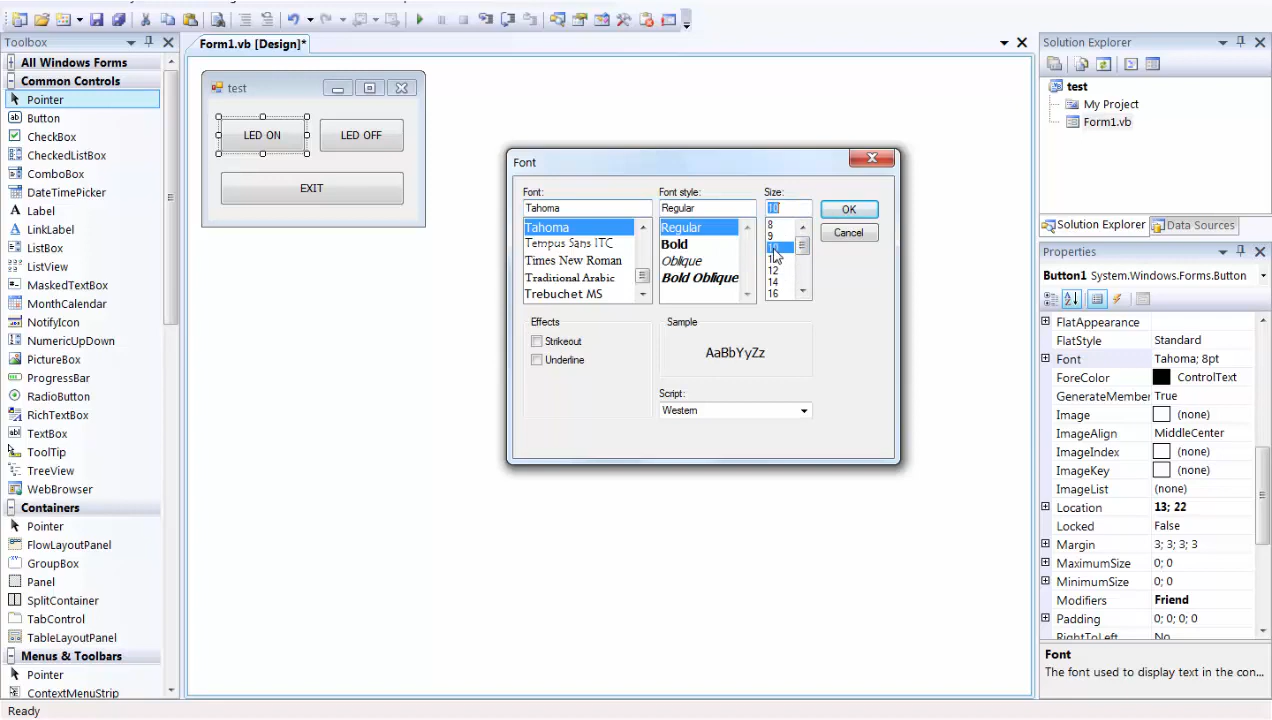 Toolbox
All Windows Forms
Common Controls
Pointer
Button
CheckBox
CheckedListBox
ComboBox
DateTimePicker
Label
LinkLabel
ListBox
ListView
MaskedTextBox
MonthCalendar
NotifyIcon
NumericUpDown
PictureBox
ProgressBar
RadioButton
RichTextBox
TextBox
ToolTip
TreeView
WebBrowser
Containers
Pointer
FlowLayoutPanel
GroupBox
Panel
SplitContainer
TabControl
TableLayoutPanel
Menus & Toolbars
Pointer
ContextMenuStrip
Ready
Form1.vb [Design]*
test
LED ON
LED OFF
EXIT
Font
Font:
Tahoma
Tahoma
Tempus Sans ITC
Times New Roman
Traditional Arabic
Trebuchet MS
Font style:
Regular
Regular
Bold
Oblique
Bold Oblique
Size:
10
8
9
12
14
16
OK
Cancel
Effects
Strikeout
Underline
Sample
AaBbYyZz
Script:
Western
Solution Explorer
test
My Project
Form1.vb
Solution Explorer
Data Sources
Properties
Button1 System.Windows.Forms.Button
FlatAppearance
FlatStyle Standard
Font Tahoma; 8pt
ForeColor ControlText
GenerateMember True
Image (none)
ImageAlign MiddleCenter
ImageIndex (none)
ImageKey (none)
ImageList (none)
Location 13; 22
Locked False
Margin 3; 3; 3; 3
MaximumSize 0; 0
MinimumSize 0; 0
Modifiers Friend
Padding 0; 0; 0; 0
RightToLeft No
Font
The font used to display text in the con...